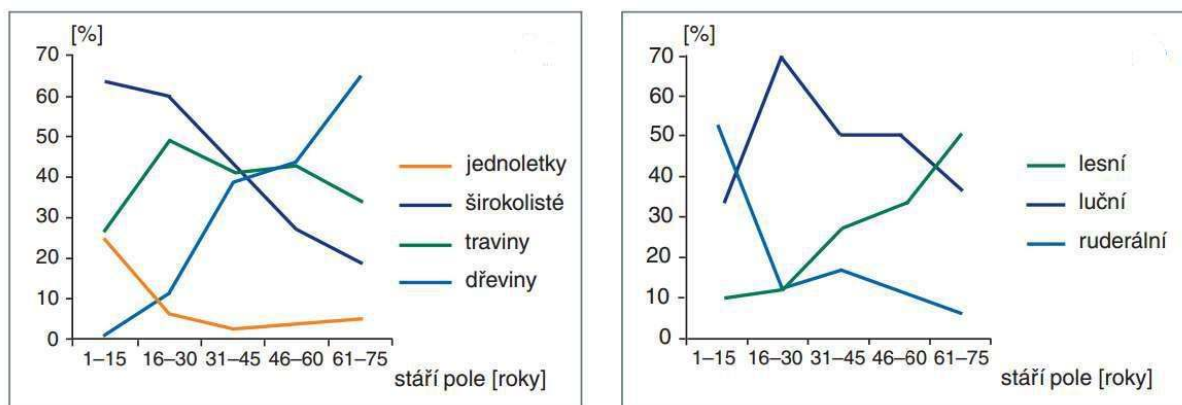 [%]
70
60
50
40
30
20
10
0
1–15 16–30 31–45 46–60 61–75
stáří pole [roky]
jednoletky
širokolisté
traviny
dřeviny
[%]
70
60
50
40
30
20
10
0
1–15 16–30 31–45 46–60 61–75
stáří pole [roky]
lesní
luční
ruderální